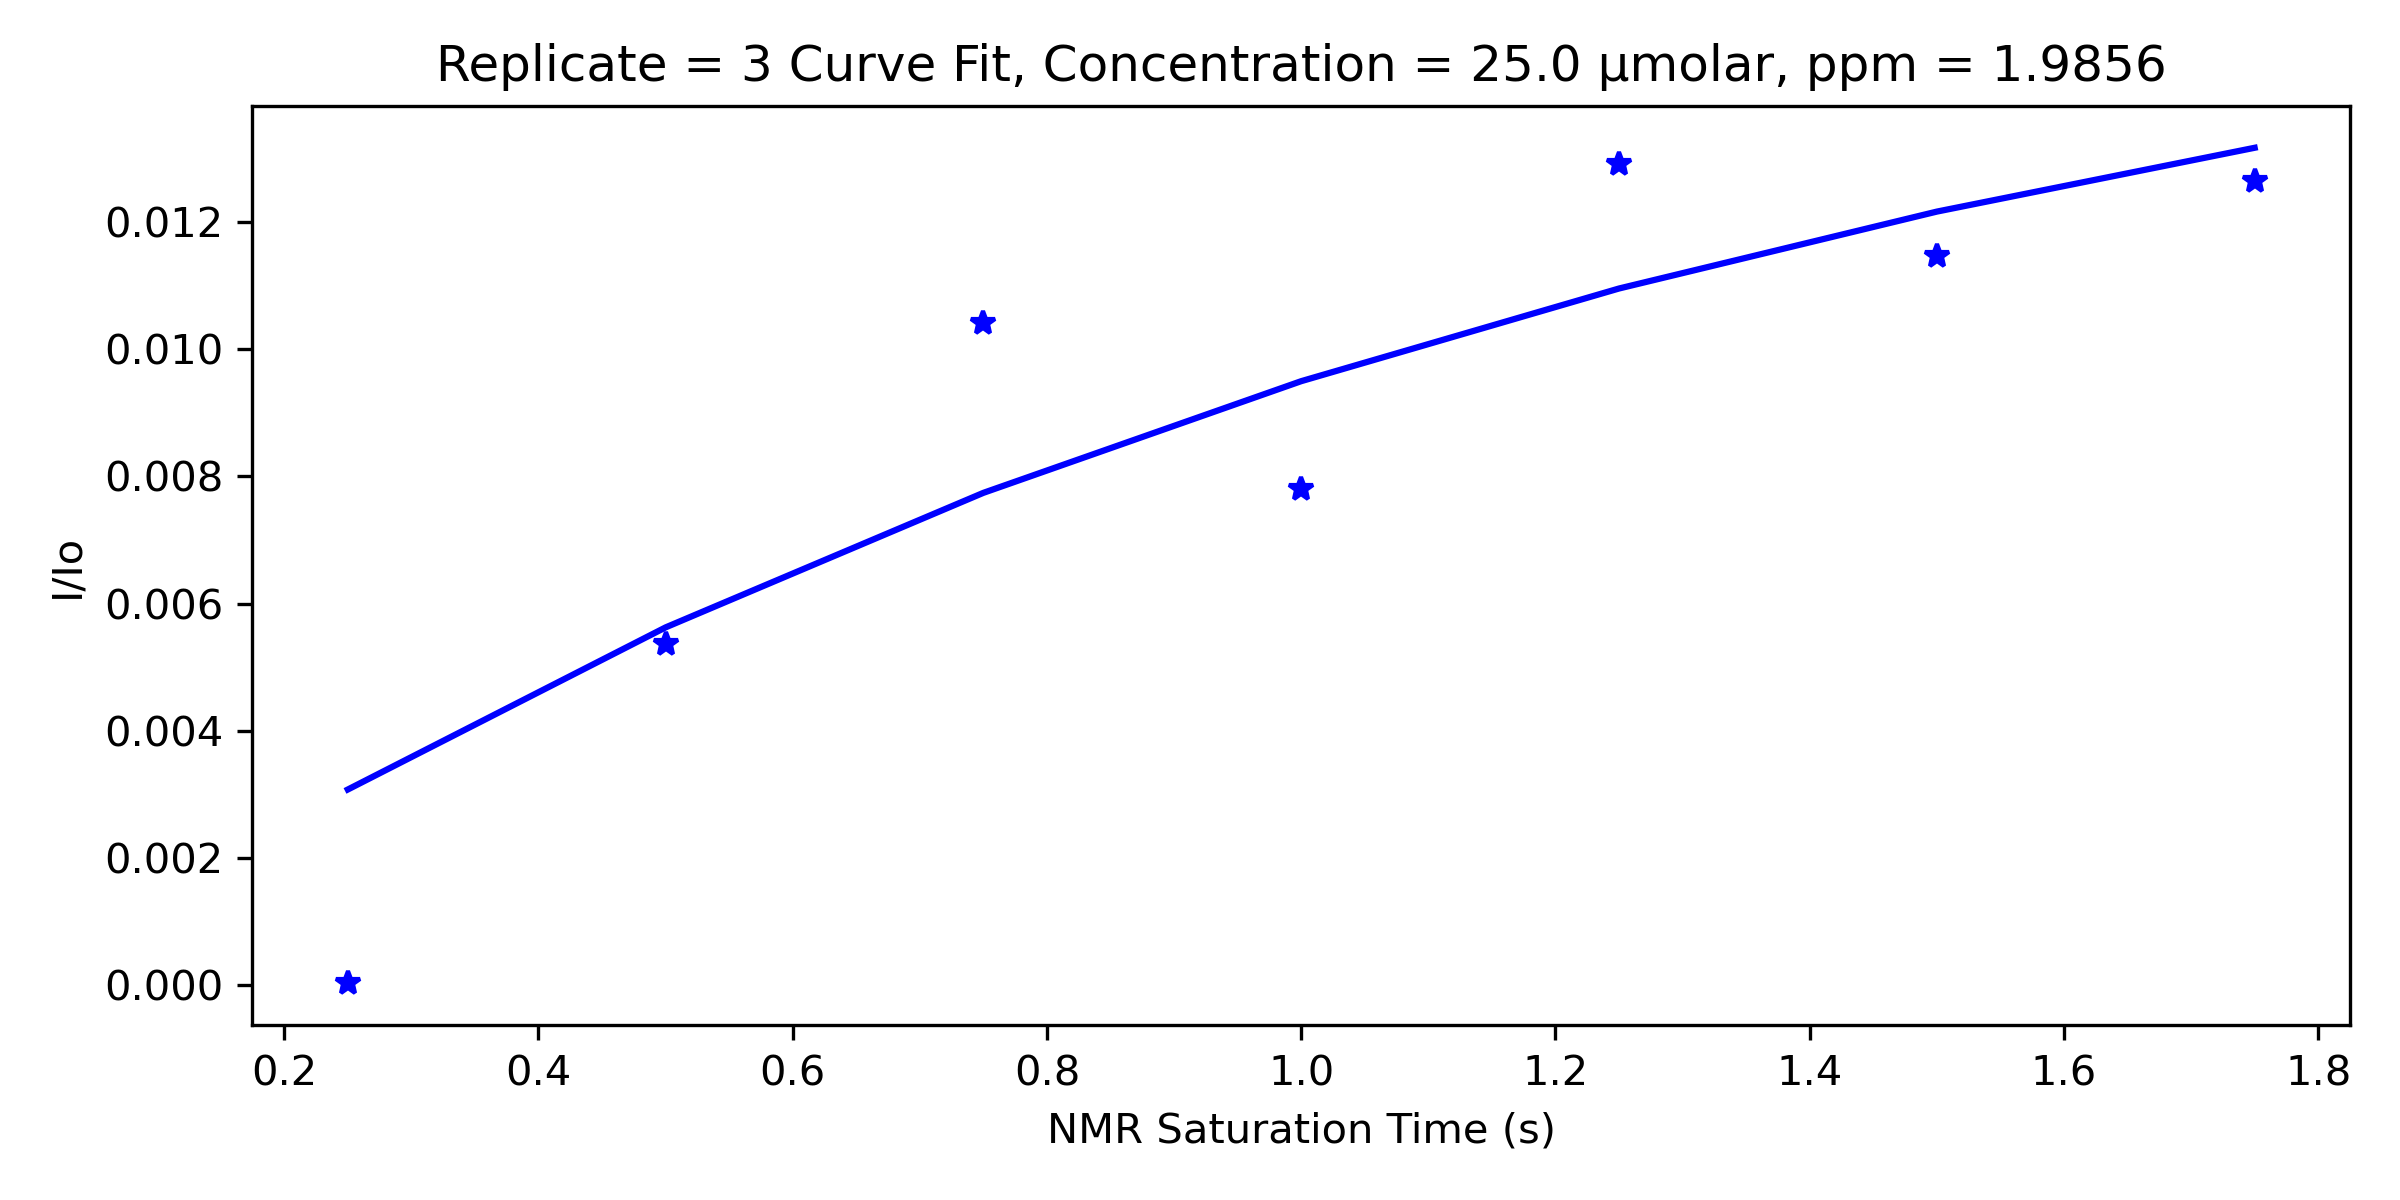 Replicate = 3 Curve Fit, Concentration = 25.0 μmolar, ppm = 1.9856
0.012
0.010
0.008
0.006
0.004
0.002
0.000
I/Io
0.2 0.4 0.6 0.8 1.0 1.2 1.4 1.6 1.8
NMR Saturation Time (s)